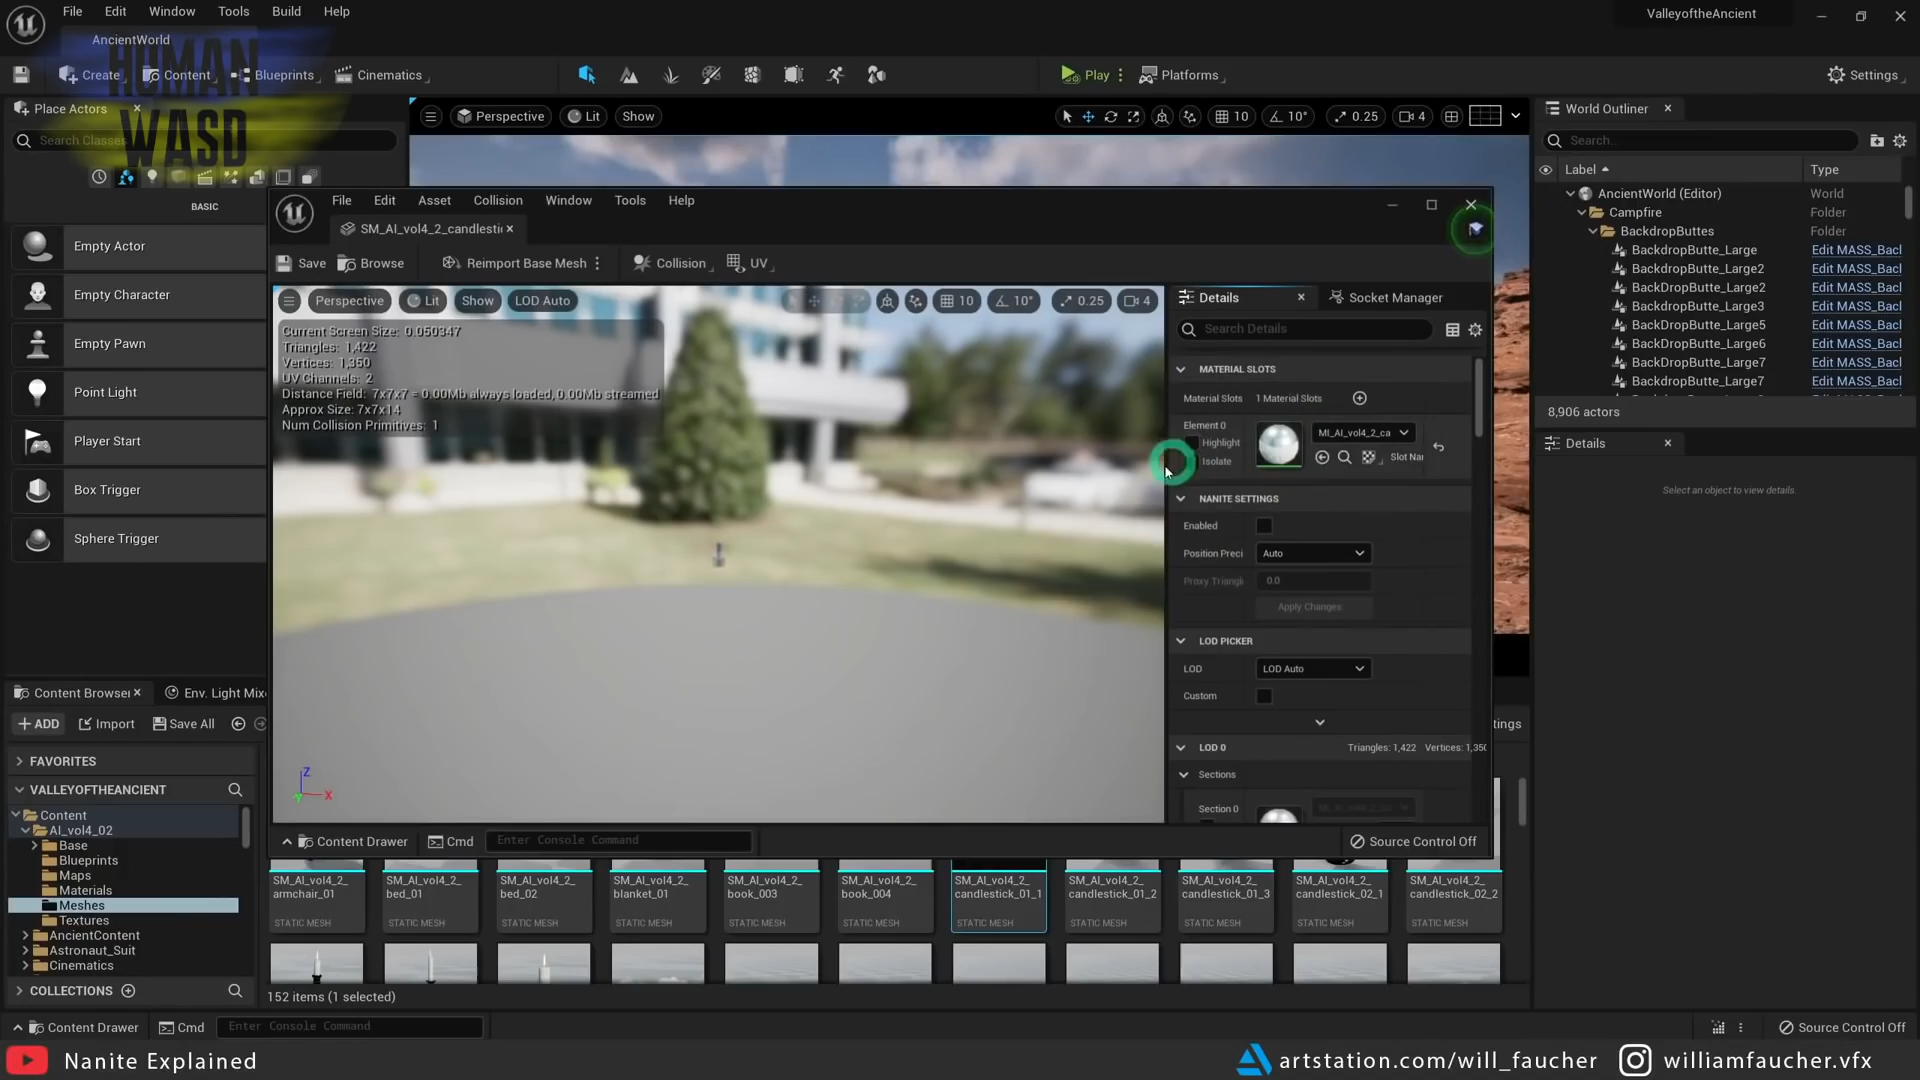 File Edit Window Tools Build Help
ValleyoftheAncient
AncientWorld
HUMAN
WASD
Create Content Blueprints Cinematics
Play Platforms
Settings
Place Actors
Search Classes
BASIC
Empty Actor
Empty Character
Empty Pawn
Point Light
Player Start
Box Trigger
Sphere Trigger
Perspective Lit Show
10 10° 0.25 4
World Outliner
Search...
Label Type
AncientWorld (Editor) World
Campfire Folder
BackdropButtes Folder
BackdropButte_Large Edit MASS_Bacl
BackdropButte_Large2 Edit MASS_Bacl
BackdropButte_Large2 Edit MASS_Bacl
BackdropButte_Large3 Edit MASS_Bacl
BackDropButte_Large5 Edit MASS_Bacl
BackDropButte_Large6 Edit MASS_Bacl
BackDropButte_Large7 Edit MASS_Bacl
BackDropButte_Large7 Edit MASS_Bacl
8,906 actors
Details
Select an object to view details.
File Edit Asset Collision Window Tools Help
SM_AI_vol4_2_candlesti
Save Browse Reimport Base Mesh Collision UV
Perspective Lit Show LOD Auto
10 10° 0.25 4
Current Screen Size: 0.050347
Triangles: 1,422
Vertices: 1,350
UV Channels: 2
Distance Field: 7x7x7 = 0.00Mb always loaded, 0.00Mb streamed
Approx Size: 7x7x14
Num Collision Primitives: 1
Z
X
Details Socket Manager
Search Details
MATERIAL SLOTS
Material Slots 1 Material Slots
Element 0
Highlight
Isolate
MI_AI_vol4_2_ca
Slot Nar
NANITE SETTINGS
Enabled
Position Preci Auto
Proxy Triangl 0.0
Apply Changes
LOD PICKER
LOD LOD Auto
Custom
LOD 0 Triangles: 1,422 Vertices: 1,350
Sections
Section 0
Content Drawer Cmd Enter Console Command
Source Control Off
Content Browser Env. Light Mixe
ADD Import Save All
ttings
FAVORITES
VALLEYOFTHEANCIENT
Content
AI_vol4_02
Base
Blueprints
Maps
Materials
Meshes
Textures
AncientContent
Astronaut_Suit
Cinematics
COLLECTIONS
SM_AI_vol4_2_armchair_01 STATIC MESH
SM_AI_vol4_2_bed_01 STATIC MESH
SM_AI_vol4_2_bed_02 STATIC MESH
SM_AI_vol4_2_blanket_01 STATIC MESH
SM_AI_vol4_2_book_003 STATIC MESH
SM_AI_vol4_2_book_004 STATIC MESH
SM_AI_vol4_2_candlestick_01_1 STATIC MESH
SM_AI_vol4_2_candlestick_01_2 STATIC MESH
SM_AI_vol4_2_candlestick_01_3 STATIC MESH
SM_AI_vol4_2_candlestick_02_1 STATIC MESH
SM_AI_vol4_2_candlestick_02_2 STATIC MESH
152 items (1 selected)
Content Drawer Cmd Enter Console Command
Source Control Off
Nanite Explained
artstation.com/will_faucher
williamfaucher.vfx